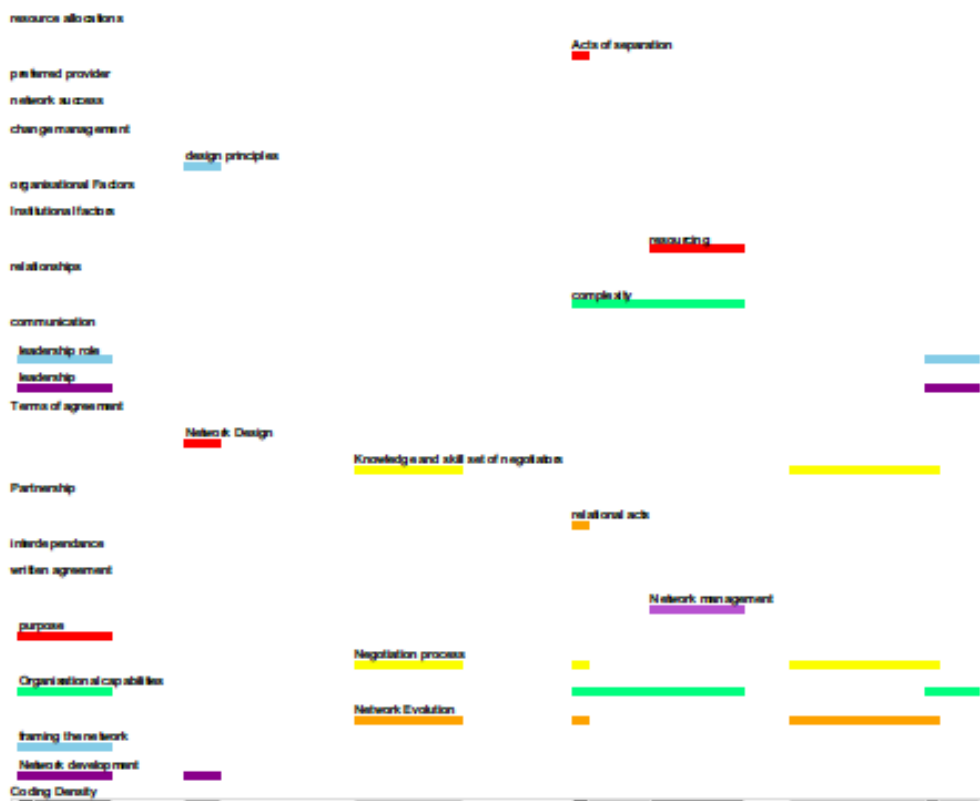 resource allocations
Acts of separation
preferred provider
network success
change management
design principles
organisational Factors
Institutional factors
resourcing
relationships
complexity
communication
leadership role
leadership
Terms of agreement
Network Design
Knowledge and skill set of negotiators
Partnership
relational acts
interdependance
written agreement
Network management
purpose
Negotiation process
Organisational capabilities
Network Evolution
framing the network
Network development
Coding Density